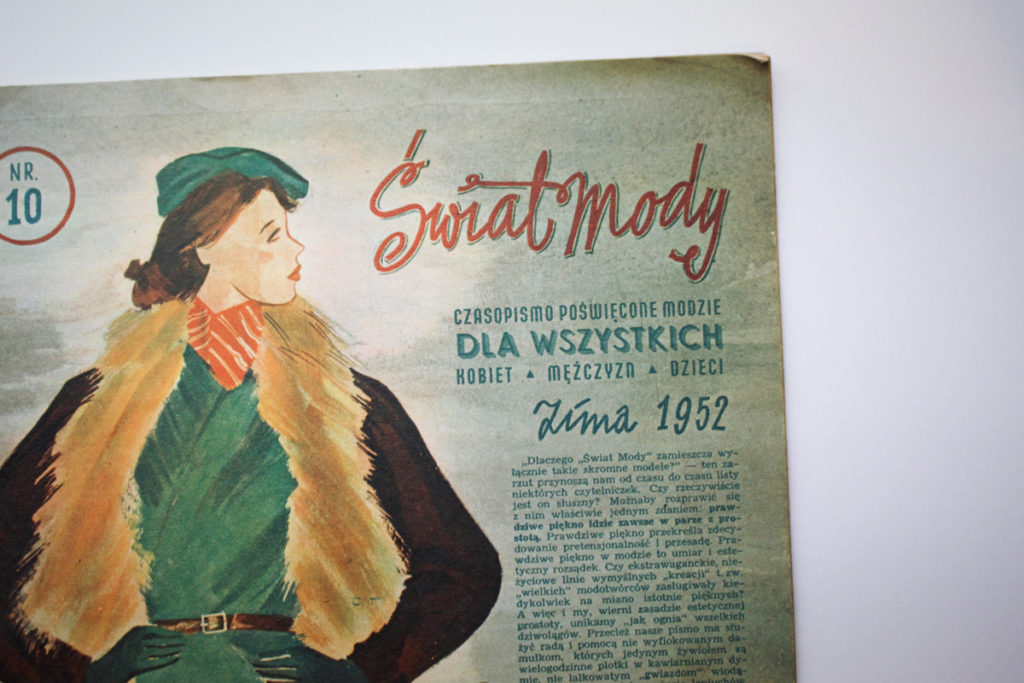 NR.
10
Świat Mody
CZASOPISMO POŚWIĘCONE MODZIE
DLA WSZYSTKICH
KOBIET ▲ MĘŻCZYZN ▲ DZIECI
Zima 1952
„Dlaczego „Świat Mody” zamieszcza wy-
łącznie takie skromne modele?” — ten za-
rzut przynoszą nam od czasu do czasu listy
niektórych czytelniczek. Czy rzeczywiście
jest on słuszny? Możnaby rozprawić się
z nim właściwie jednym zdaniem: praw-
dziwe piękno idzie zawsze w parze z pro-
stotą. Prawdziwe piękno przekreśla zdecy-
dowanie pretensjonalność i przesadę. Pra-
wdziwe piękno w modzie to umiar i este-
tyczny rozsądek. Czy ekstrawaganckie, nie-
życiowe linie wymyślnych „kreacji” t. zw.
„wielkich” modotwórców zasługiwały kie-
dykolwiek na miano istotnie pięknych?
A więc i my, wierni zasadzie estetycznej
prostoty, unikamy „jak ognia” wszelkich
dziwolągów. Przecież nasze pismo ma słu-
żyć radą i pomocą nie wyfiokowanym da-
mulkom, których jedynym żywiołem są
wielogodzinne plotki w kawiarnianym dy-
mie, nie lalkowatym „gwiazdom” wiodą-